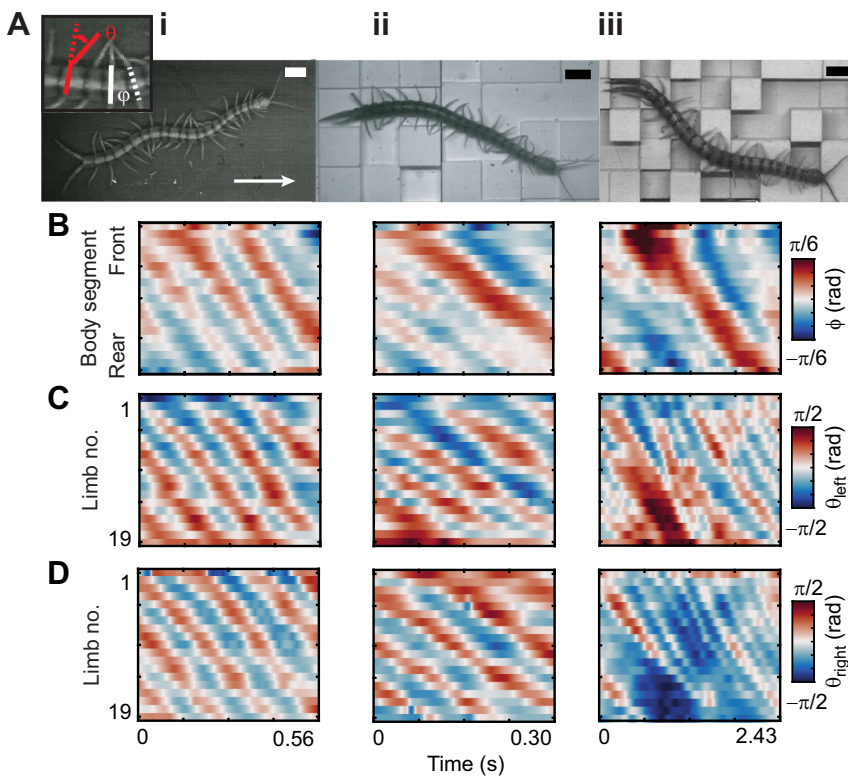 A
i
ii
iii
θ
φ
B
Body segment
Front
Rear
π/6
ϕ (rad)
−π/6
C
Limb no.
1
19
π/2
θleft (rad)
−π/2
D
Limb no.
1
19
π/2
θright (rad)
−π/2
0
0.56
0
0.30
0
2.43
Time (s)